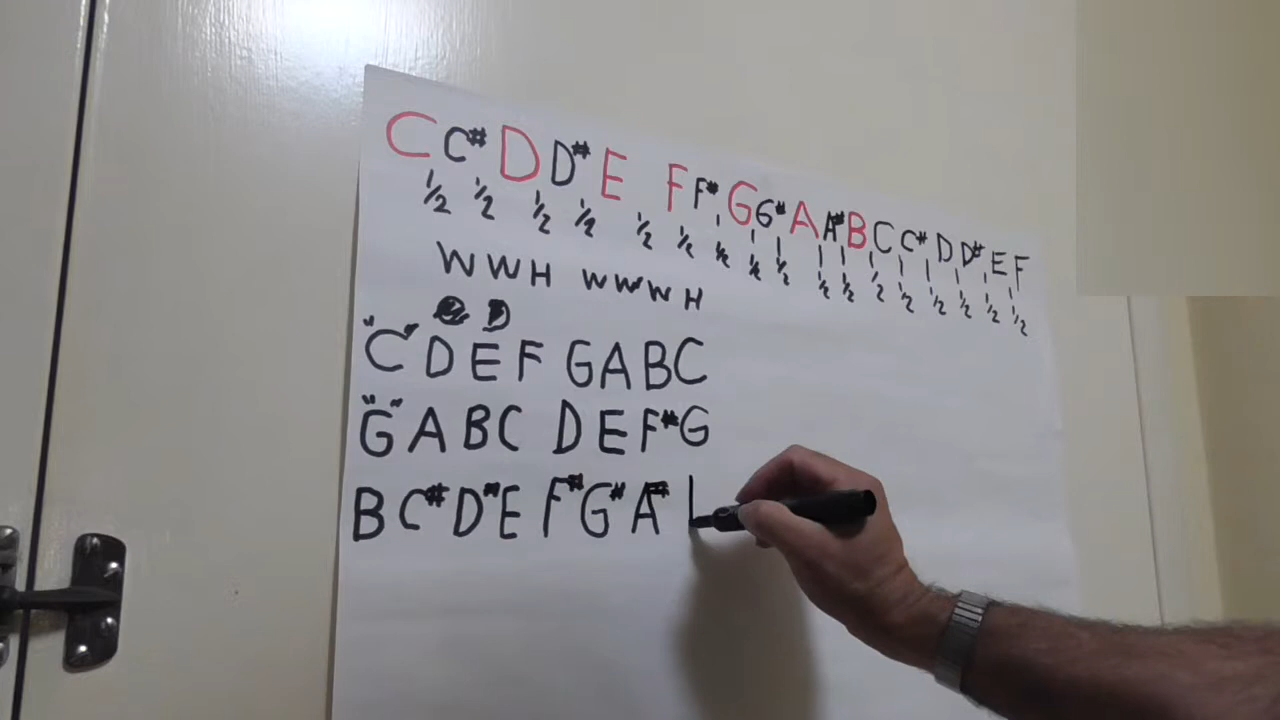 C C# D D# E F F# G G# A A# B C C# D D# E F
1/2 1/2 1/2 1/2 1/2 1/2 1/2 1/2 1/2 1/2 1/2 1/2 1/2 1/2 1/2 1/2 1/2
W W H W W W H
D
"C" D E F G A B C
"G" A B C D E F# G
B C# D# E F# G# A#